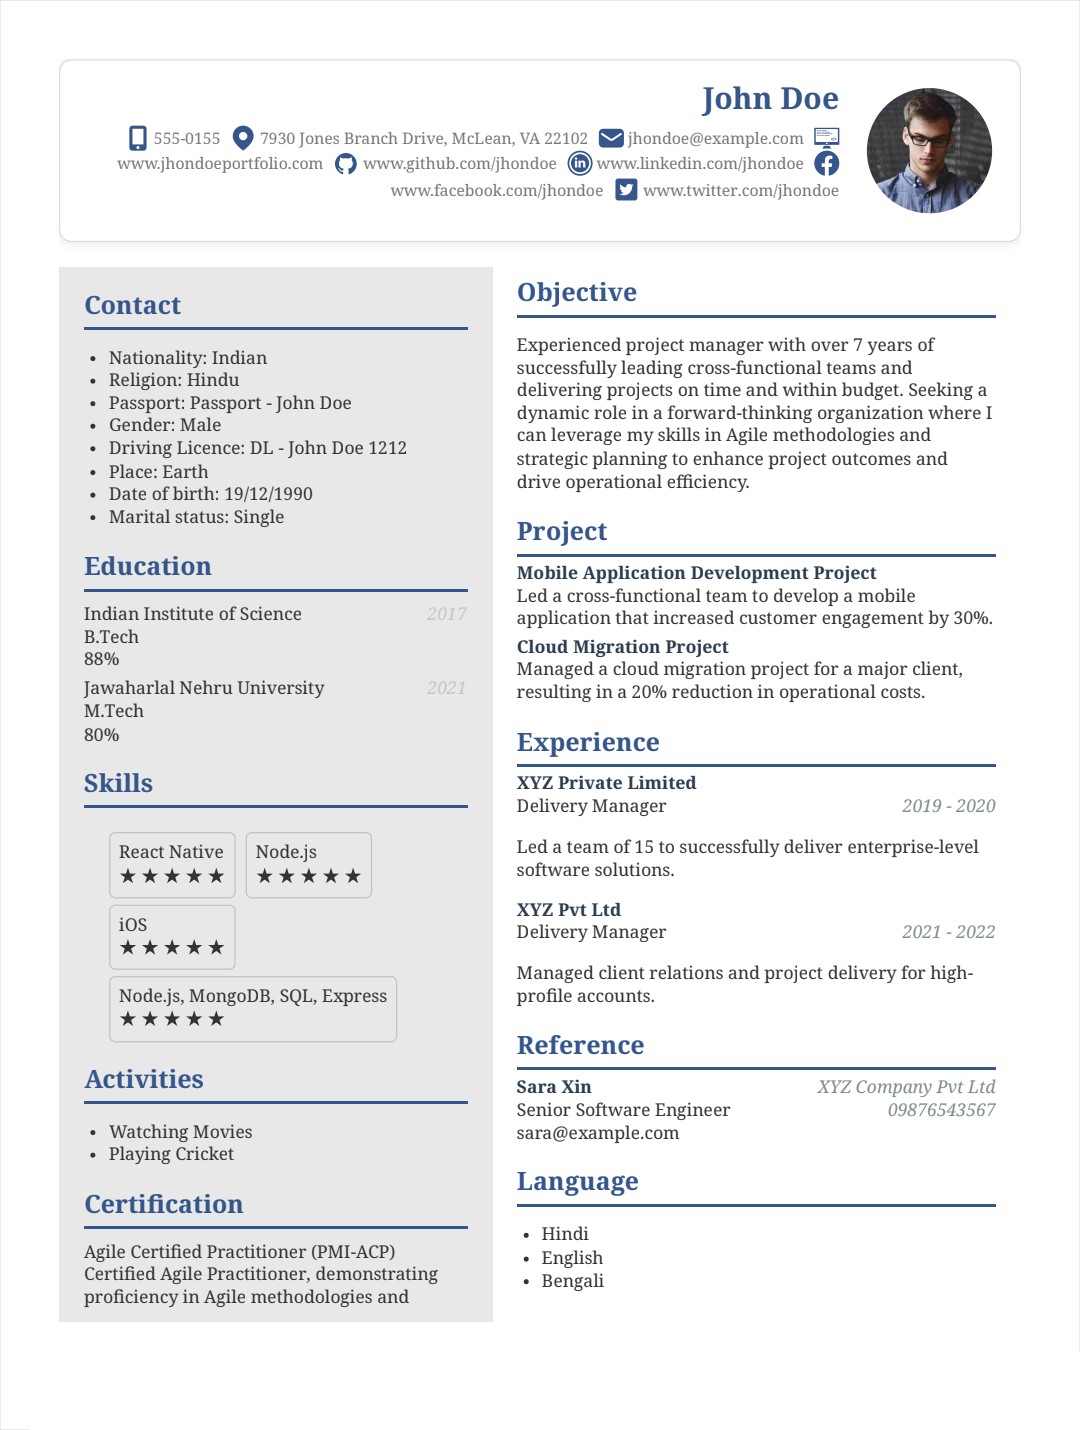 John Doe
555-0155 7930 Jones Branch Drive, McLean, VA 22102 jhondoe@example.com
www.jhondoeportfolio.com www.github.com/jhondoe www.linkedin.com/jhondoe
www.facebook.com/jhondoe www.twitter.com/jhondoe
Contact
• Nationality: Indian
• Religion: Hindu
• Passport: Passport - John Doe
• Gender: Male
• Driving Licence: DL - John Doe 1212
• Place: Earth
• Date of birth: 19/12/1990
• Marital status: Single
Education
Indian Institute of Science 2017
B.Tech
88%
Jawaharlal Nehru University 2021
M.Tech
80%
Skills
React Native Node.js
★ ★ ★ ★ ★ ★ ★ ★ ★ ★
iOS
★ ★ ★ ★ ★
Node.js, MongoDB, SQL, Express
★ ★ ★ ★ ★
Activities
• Watching Movies
• Playing Cricket
Certification
Agile Certified Practitioner (PMI-ACP)
Certified Agile Practitioner, demonstrating
proficiency in Agile methodologies and
Objective
Experienced project manager with over 7 years of
successfully leading cross-functional teams and
delivering projects on time and within budget. Seeking a
dynamic role in a forward-thinking organization where I
can leverage my skills in Agile methodologies and
strategic planning to enhance project outcomes and
drive operational efficiency.
Project
Mobile Application Development Project
Led a cross-functional team to develop a mobile
application that increased customer engagement by 30%.
Cloud Migration Project
Managed a cloud migration project for a major client,
resulting in a 20% reduction in operational costs.
Experience
XYZ Private Limited
Delivery Manager 2019 - 2020
Led a team of 15 to successfully deliver enterprise-level
software solutions.
XYZ Pvt Ltd
Delivery Manager 2021 - 2022
Managed client relations and project delivery for high-
profile accounts.
Reference
Sara Xin XYZ Company Pvt Ltd
Senior Software Engineer 09876543567
sara@example.com
Language
• Hindi
• English
• Bengali